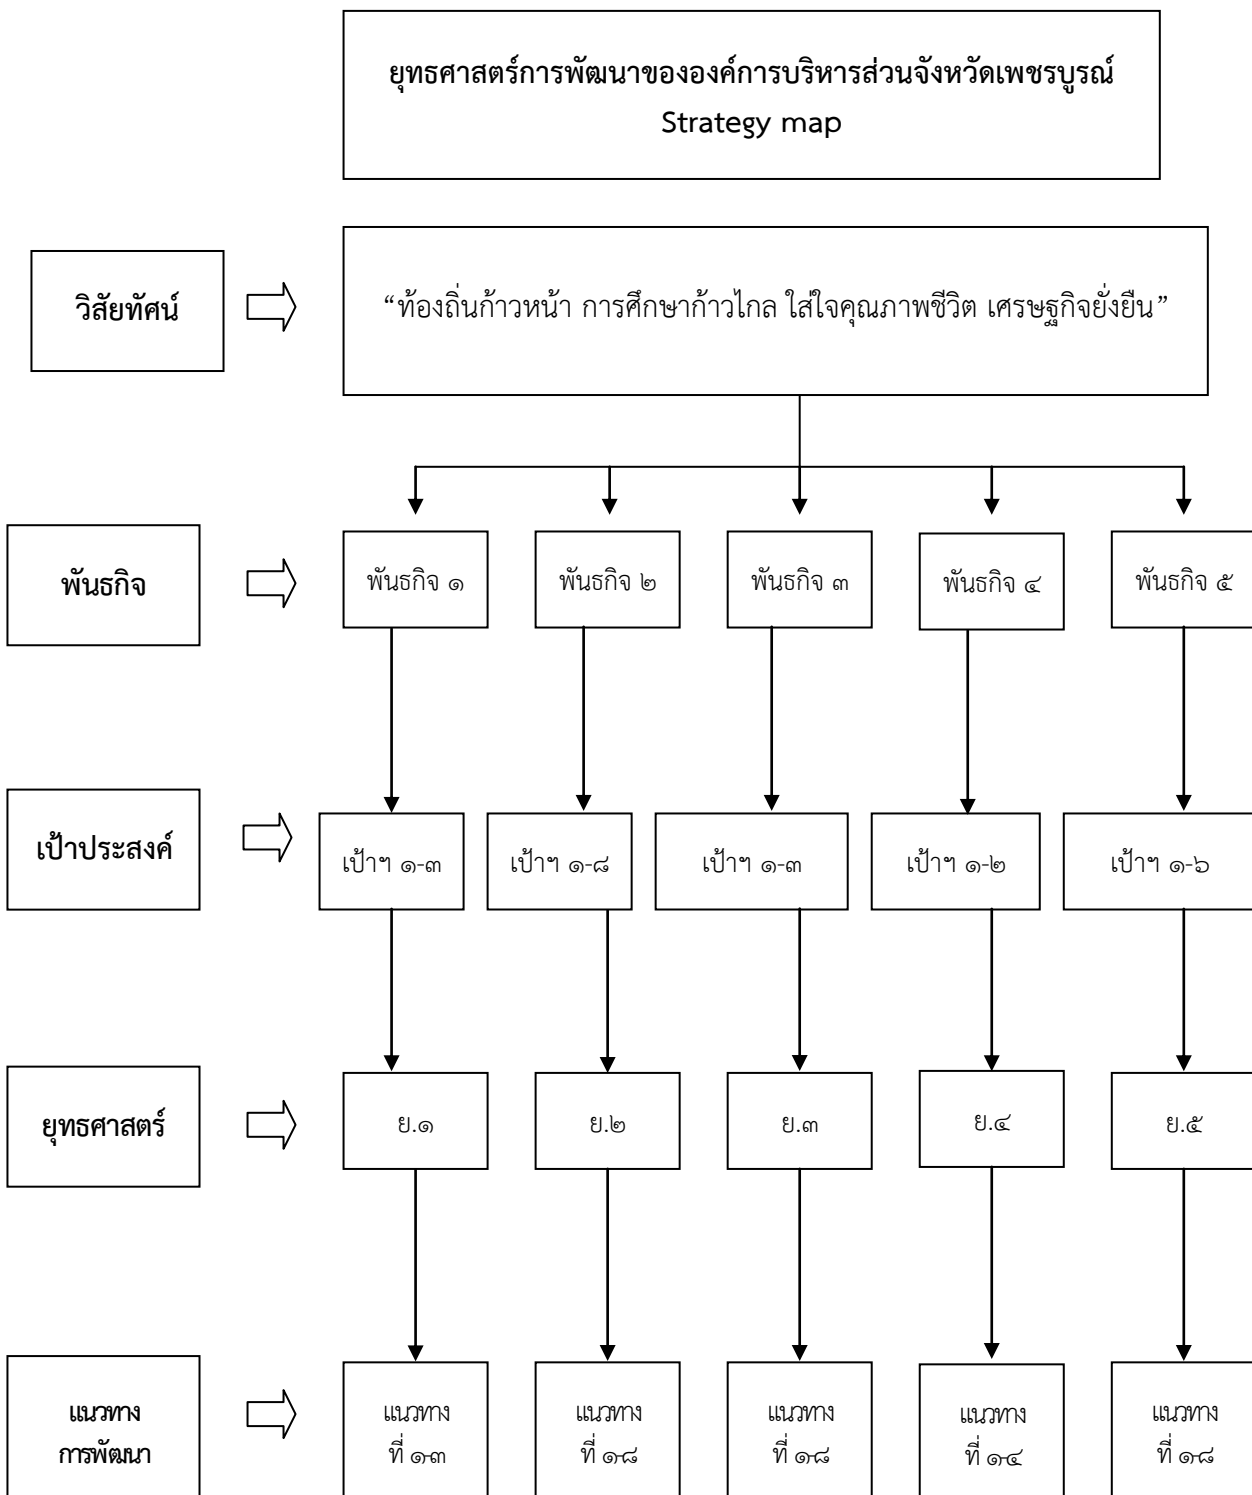 ยุทธศาสตร์การพัฒนาขององค์การบริหารส่วนจังหวัดเพชรบูรณ์
Strategy map
วิสัยทัศน์
“ท้องถิ่นก้าวหน้า การศึกษาก้าวไกล ใส่ใจคุณภาพชีวิต เศรษฐกิจยั่งยืน”
พันธกิจ
พันธกิจ ๑
พันธกิจ ๒
พันธกิจ ๓
พันธกิจ ๔
พันธกิจ ๕
เป้าประสงค์
เป้าฯ ๑-๓
เป้าฯ ๑-๘
เป้าฯ ๑-๓
เป้าฯ ๑-๒
เป้าฯ ๑-๖
ยุทธศาสตร์
ย.๑
ย.๒
ย.๓
ย.๔
ย.๕
แนวทาง
การพัฒนา
แนวทาง
ที่ ๑-๓
แนวทาง
ที่ ๑-๘
แนวทาง
ที่ ๑-๘
แนวทาง
ที่ ๑-๔
แนวทาง
ที่ ๑-๘